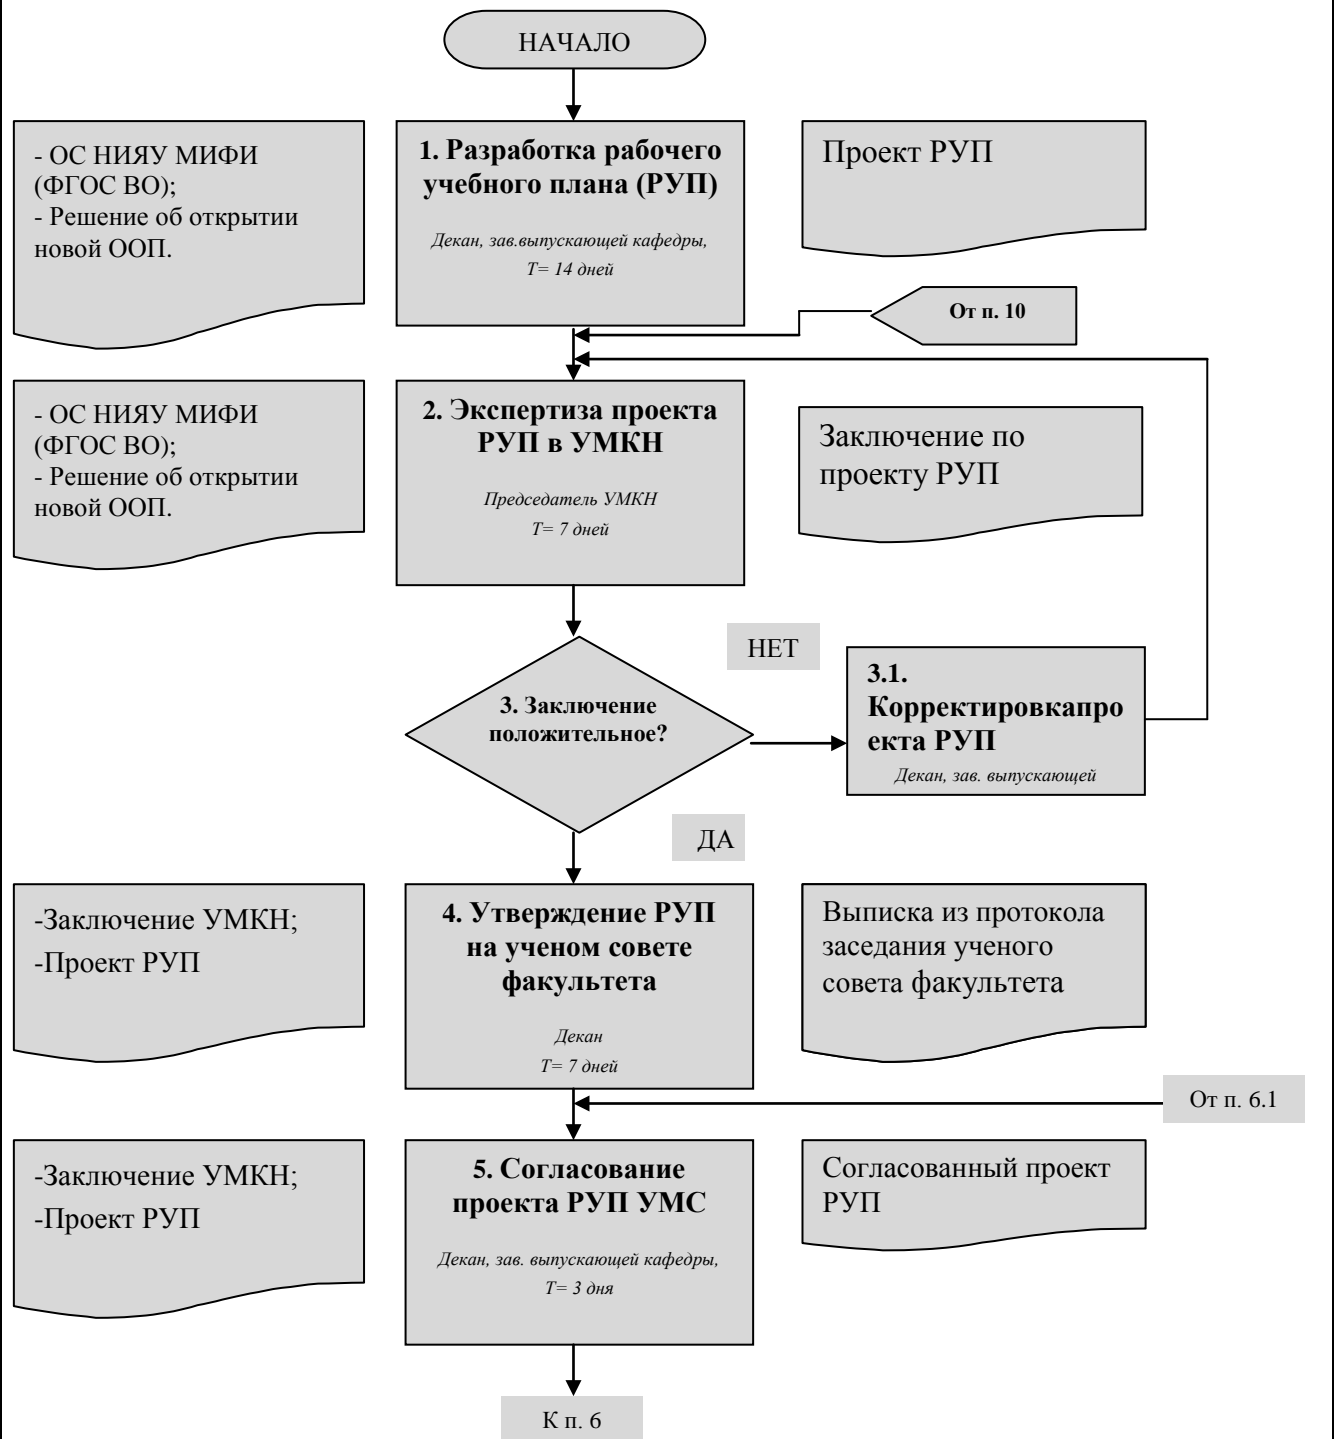 НАЧАЛО
- ОС НИЯУ МИФИ
(ФГОС ВО);
- Решение об открытии
новой ООП.
1. Разработка рабочего
учебного плана (РУП)
Декан, зав.выпускающей кафедры,
Т= 14 дней
Проект РУП
От п. 10
- ОС НИЯУ МИФИ
(ФГОС ВО);
- Решение об открытии
новой ООП.
2. Экспертиза проекта
РУП в УМКН
Председатель УМКН
Т= 7 дней
Заключение по
проекту РУП
НЕТ
3. Заключение
положительное?
3.1.
Корректировкапро
екта РУП
Декан, зав. выпускающей
ДА
-Заключение УМКН;
-Проект РУП
4. Утверждение РУП
на ученом совете
факультета
Декан
Т= 7 дней
Выписка из протокола
заседания ученого
совета факультета
От п. 6.1
-Заключение УМКН;
-Проект РУП
5. Согласование
проекта РУП УМС
Декан, зав. выпускающей кафедры,
Т= 3 дня
Согласованный проект
РУП
К п. 6